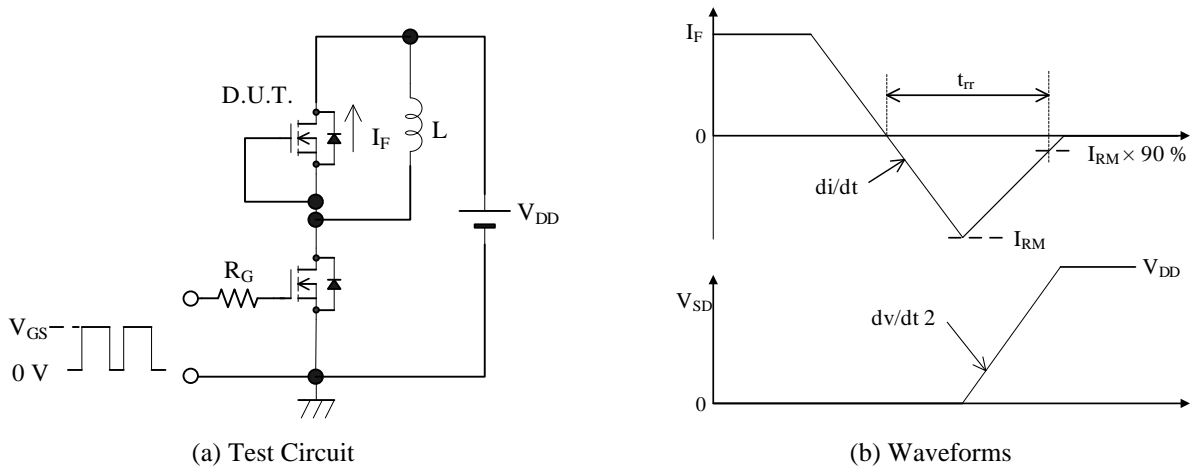 D.U.T.
I_F
L
V_DD
R_G
V_GS
0 V
(a) Test Circuit
I_F
0
t_rr
di/dt
I_RM × 90 %
I_RM
V_SD
0
dv/dt 2
V_DD
(b) Waveforms